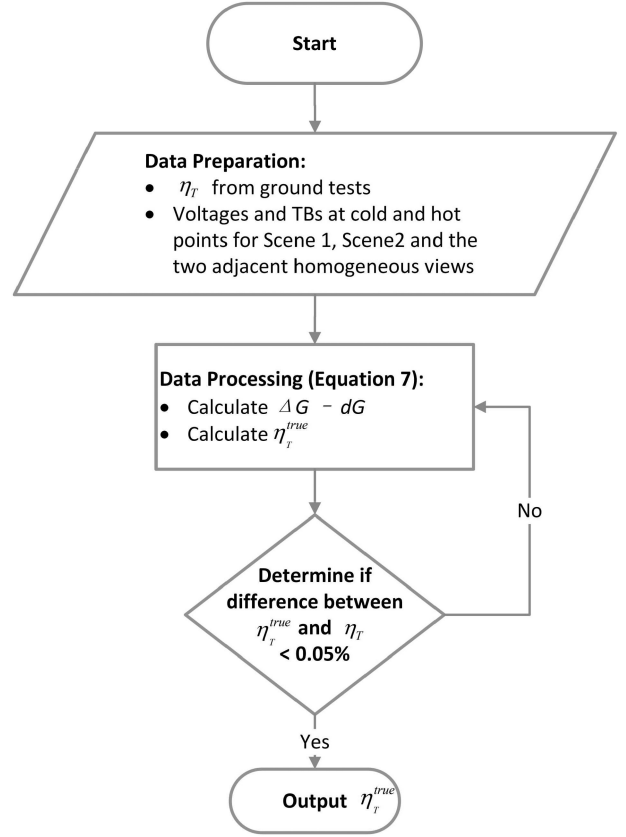 Start
Data Preparation:
• η_T from ground tests
• Voltages and TBs at cold and hot
points for Scene 1, Scene2 and the
two adjacent homogeneous views
Data Processing (Equation 7):
• Calculate ΔG − dG
• Calculate η_T^true
No
Determine if
difference between
η_T^true and η_T
< 0.05%
Yes
Output η_T^true